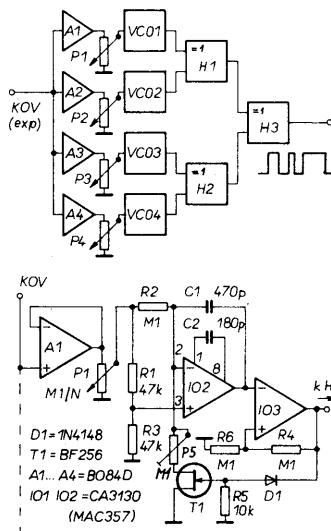 A1
P1
VCO1
=1
H1
KOV
(exp)
A2
P2
VCO2
=1
H3
A3
P3
VCO3
=1
H2
A4
P4
VCO4
KOV
R2
M1
C1 470p
C2 180p
A1
P1
M1/N
R1
47k
2
1
8
IO2
3
IO3
k H
R3
47k
P5
M1
R6
M1
R4
M1
D1
T1
R5
10k
D1=1N4148
T1=BF256
A1...A4=B084D
IO1 IO2=CA3130
(MAC357)